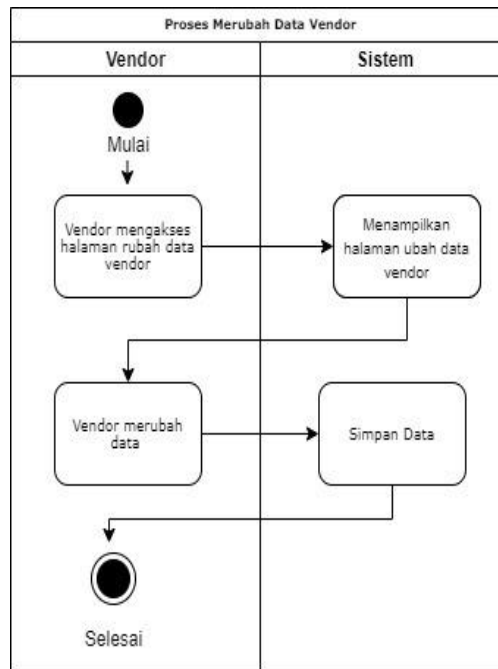 Proses Merubah Data Vendor
Vendor
Sistem
Mulai
Vendor mengakses
halaman rubah data
vendor
Menampilkan
halaman ubah data
vendor
Vendor merubah
data
Simpan Data
Selesai